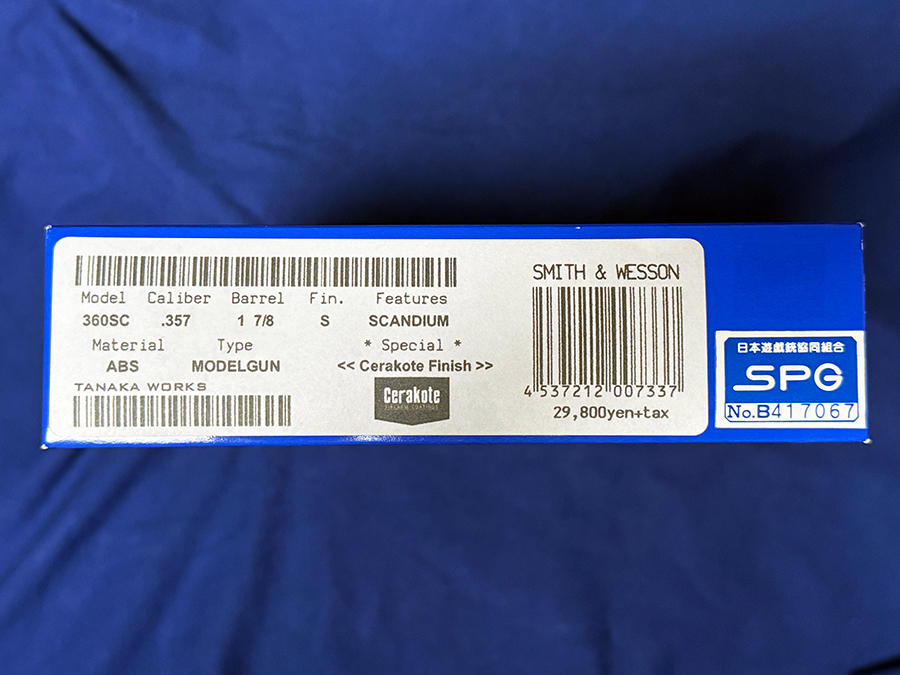 SMITH & WESSON
Model Caliber Barrel Fin. Features
360SC .357 1 7/8 S SCANDIUM
Material Type * Special *
ABS MODELGUN << Cerakote Finish >>
TANAKA WORKS
Cerakote
FIREARM COATINGS
4 537212 007337
29,800yen+tax
日本遊戯銃協同組合
SPG
No.B417067